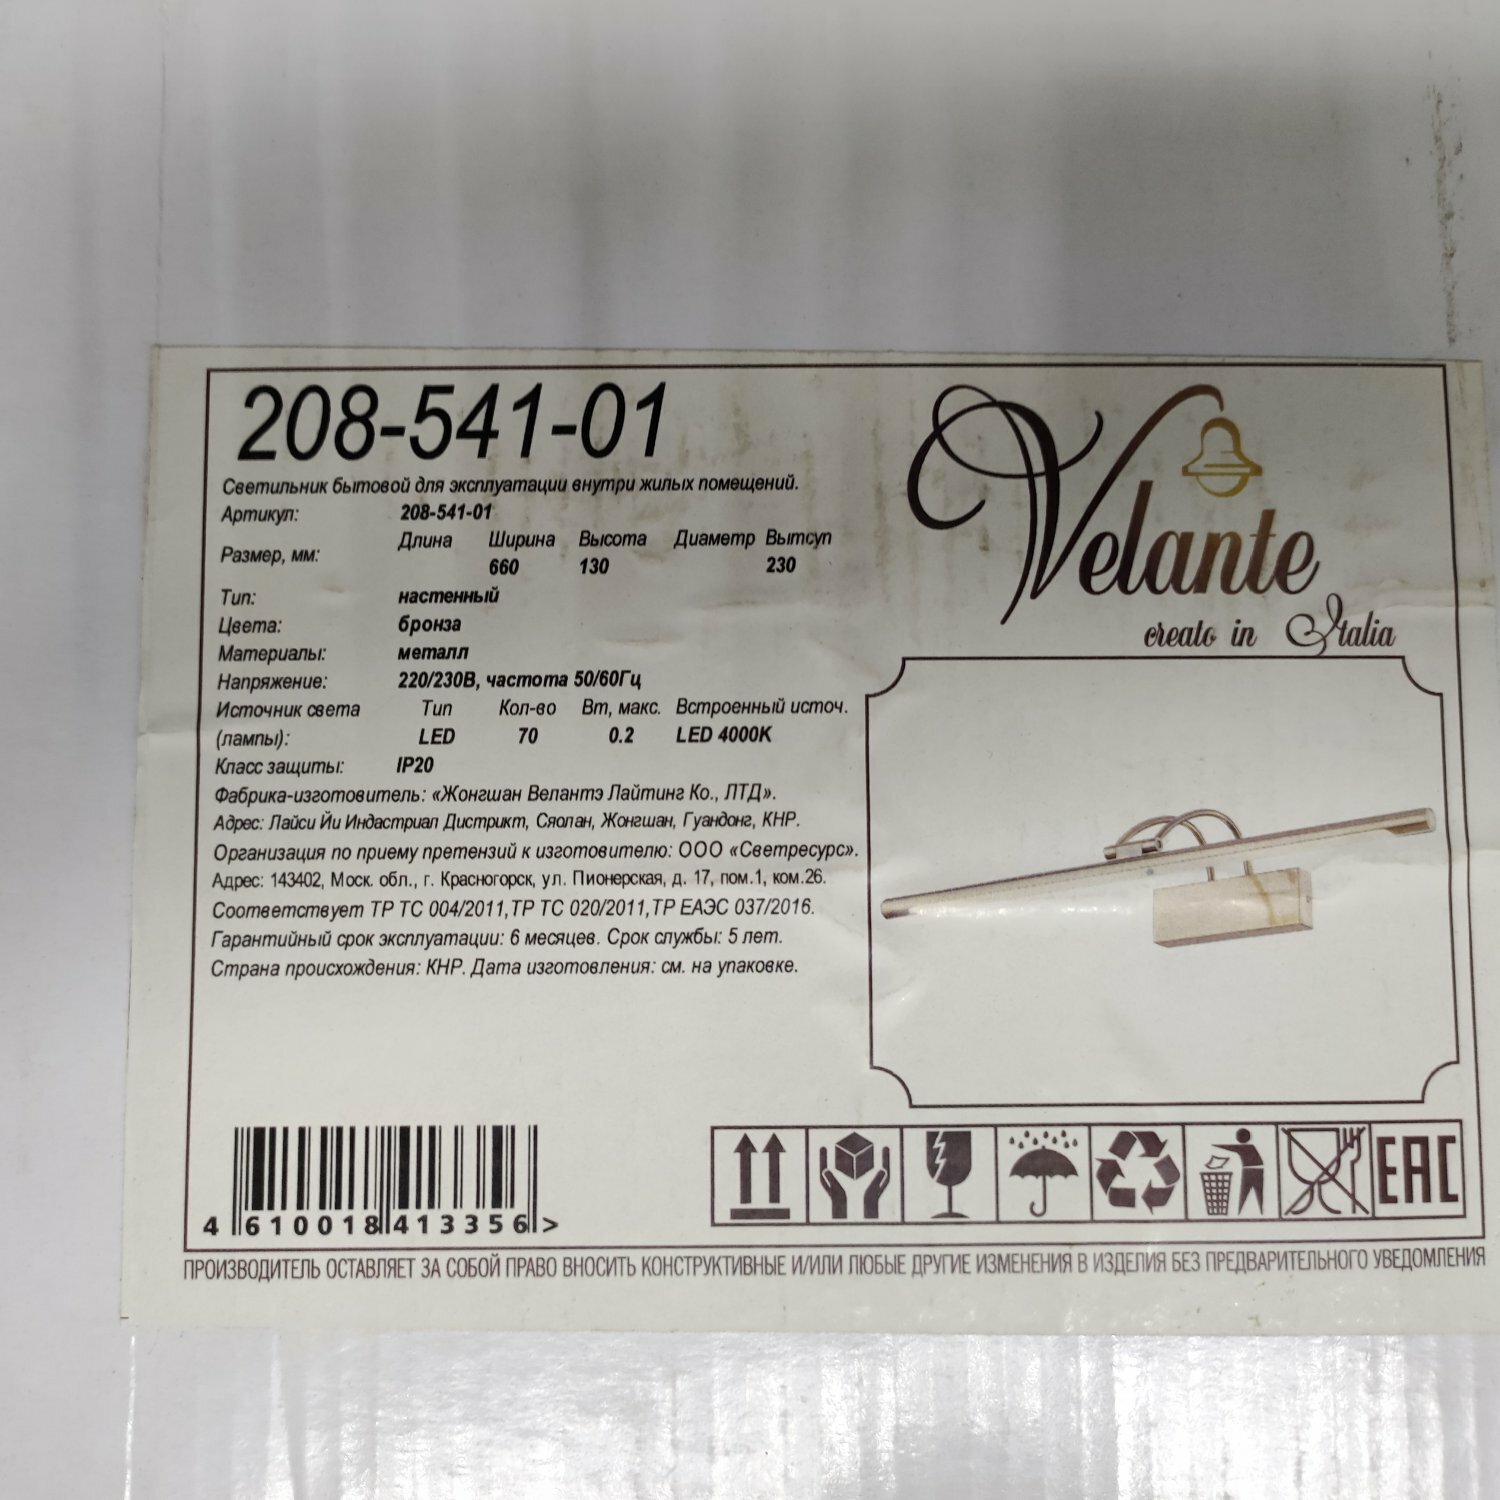 208-541-01
Светильник бытовой для эксплуатации внутри жилых помещений.
Артикул: 208-541-01
Размер, мм: Длина Ширина Высота Диаметр Вытсуп
660 130 230
Тип: настенный
Цвета: бронза
Материалы: металл
Напряжение: 220/230В, частота 50/60Гц
Источник света Тип Кол-во Вт, макс. Встроенный источ.
(лампы): LED 70 0.2 LED 4000K
Класс защиты: IP20
Фабрика-изготовитель: «Жонгшан Велантэ Лайтинг Ко., ЛТД».
Адрес: Лайси Йи Индастриал Дистрикт, Сяолан, Жонгшан, Гуандонг, КНР.
Организация по приему претензий к изготовителю: ООО «Светресурс».
Адрес: 143402, Моск. обл., г. Красногорск, ул. Пионерская, д. 17, пом.1, ком.26.
Соответствует ТР ТС 004/2011,ТР ТС 020/2011,ТР ЕАЭС 037/2016.
Гарантийный срок эксплуатации: 6 месяцев. Срок службы: 5 лет.
Страна происхождения: КНР. Дата изготовления: см. на упаковке.
Velante
creato in Italia
4 610018 413356 >
EAC
ПРОИЗВОДИТЕЛЬ ОСТАВЛЯЕТ ЗА СОБОЙ ПРАВО ВНОСИТЬ КОНСТРУКТИВНЫЕ И/ИЛИ ЛЮБЫЕ ДРУГИЕ ИЗМЕНЕНИЯ В ИЗДЕЛИЯ БЕЗ ПРЕДВАРИТЕЛЬНОГО УВЕДОМЛЕНИЯ